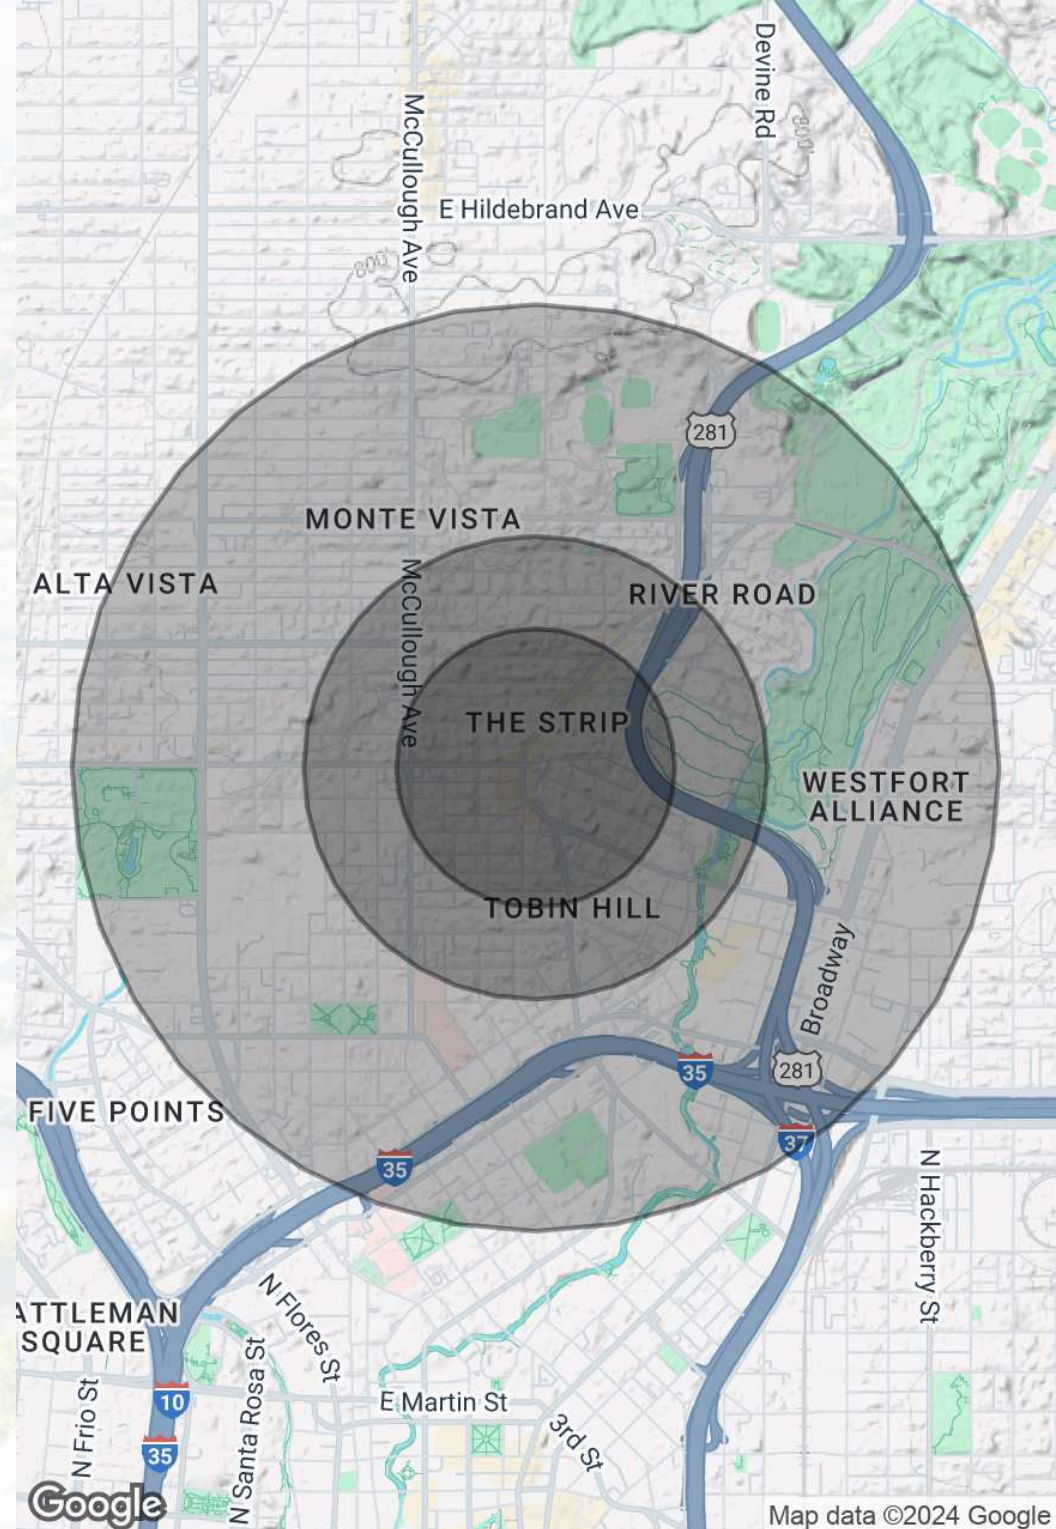 Devine Rd
McCullough Ave
800
E Hildebrand Ave
800
281
MONTE VISTA
McCullough Ave
ALTA VISTA
RIVER ROAD
THE STRIP
WESTFORT
ALLIANCE
TOBIN HILL
Broadway
35
281
FIVE POINTS
37
35
N Hackberry St
N Flores St
ATTLEMAN
SQUARE
N Santa Rosa St
N Frio St
10
E Martin St
3rd St
35
Google
Map data ©2024 Google